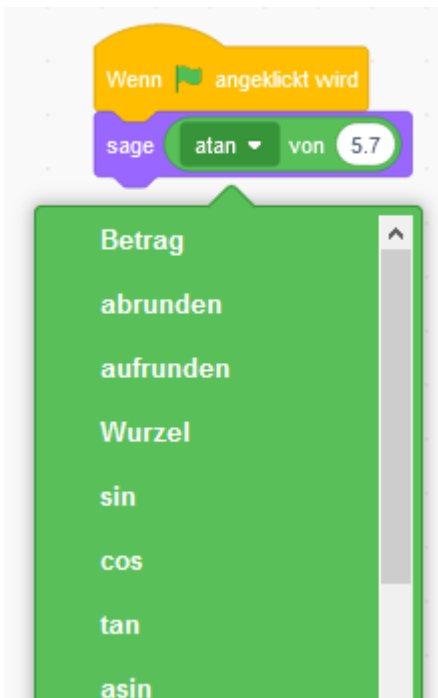 Wenn angeklickt wird
sage atan von 5.7
Betrag
abrunden
aufrunden
Wurzel
sin
cos
tan
asin